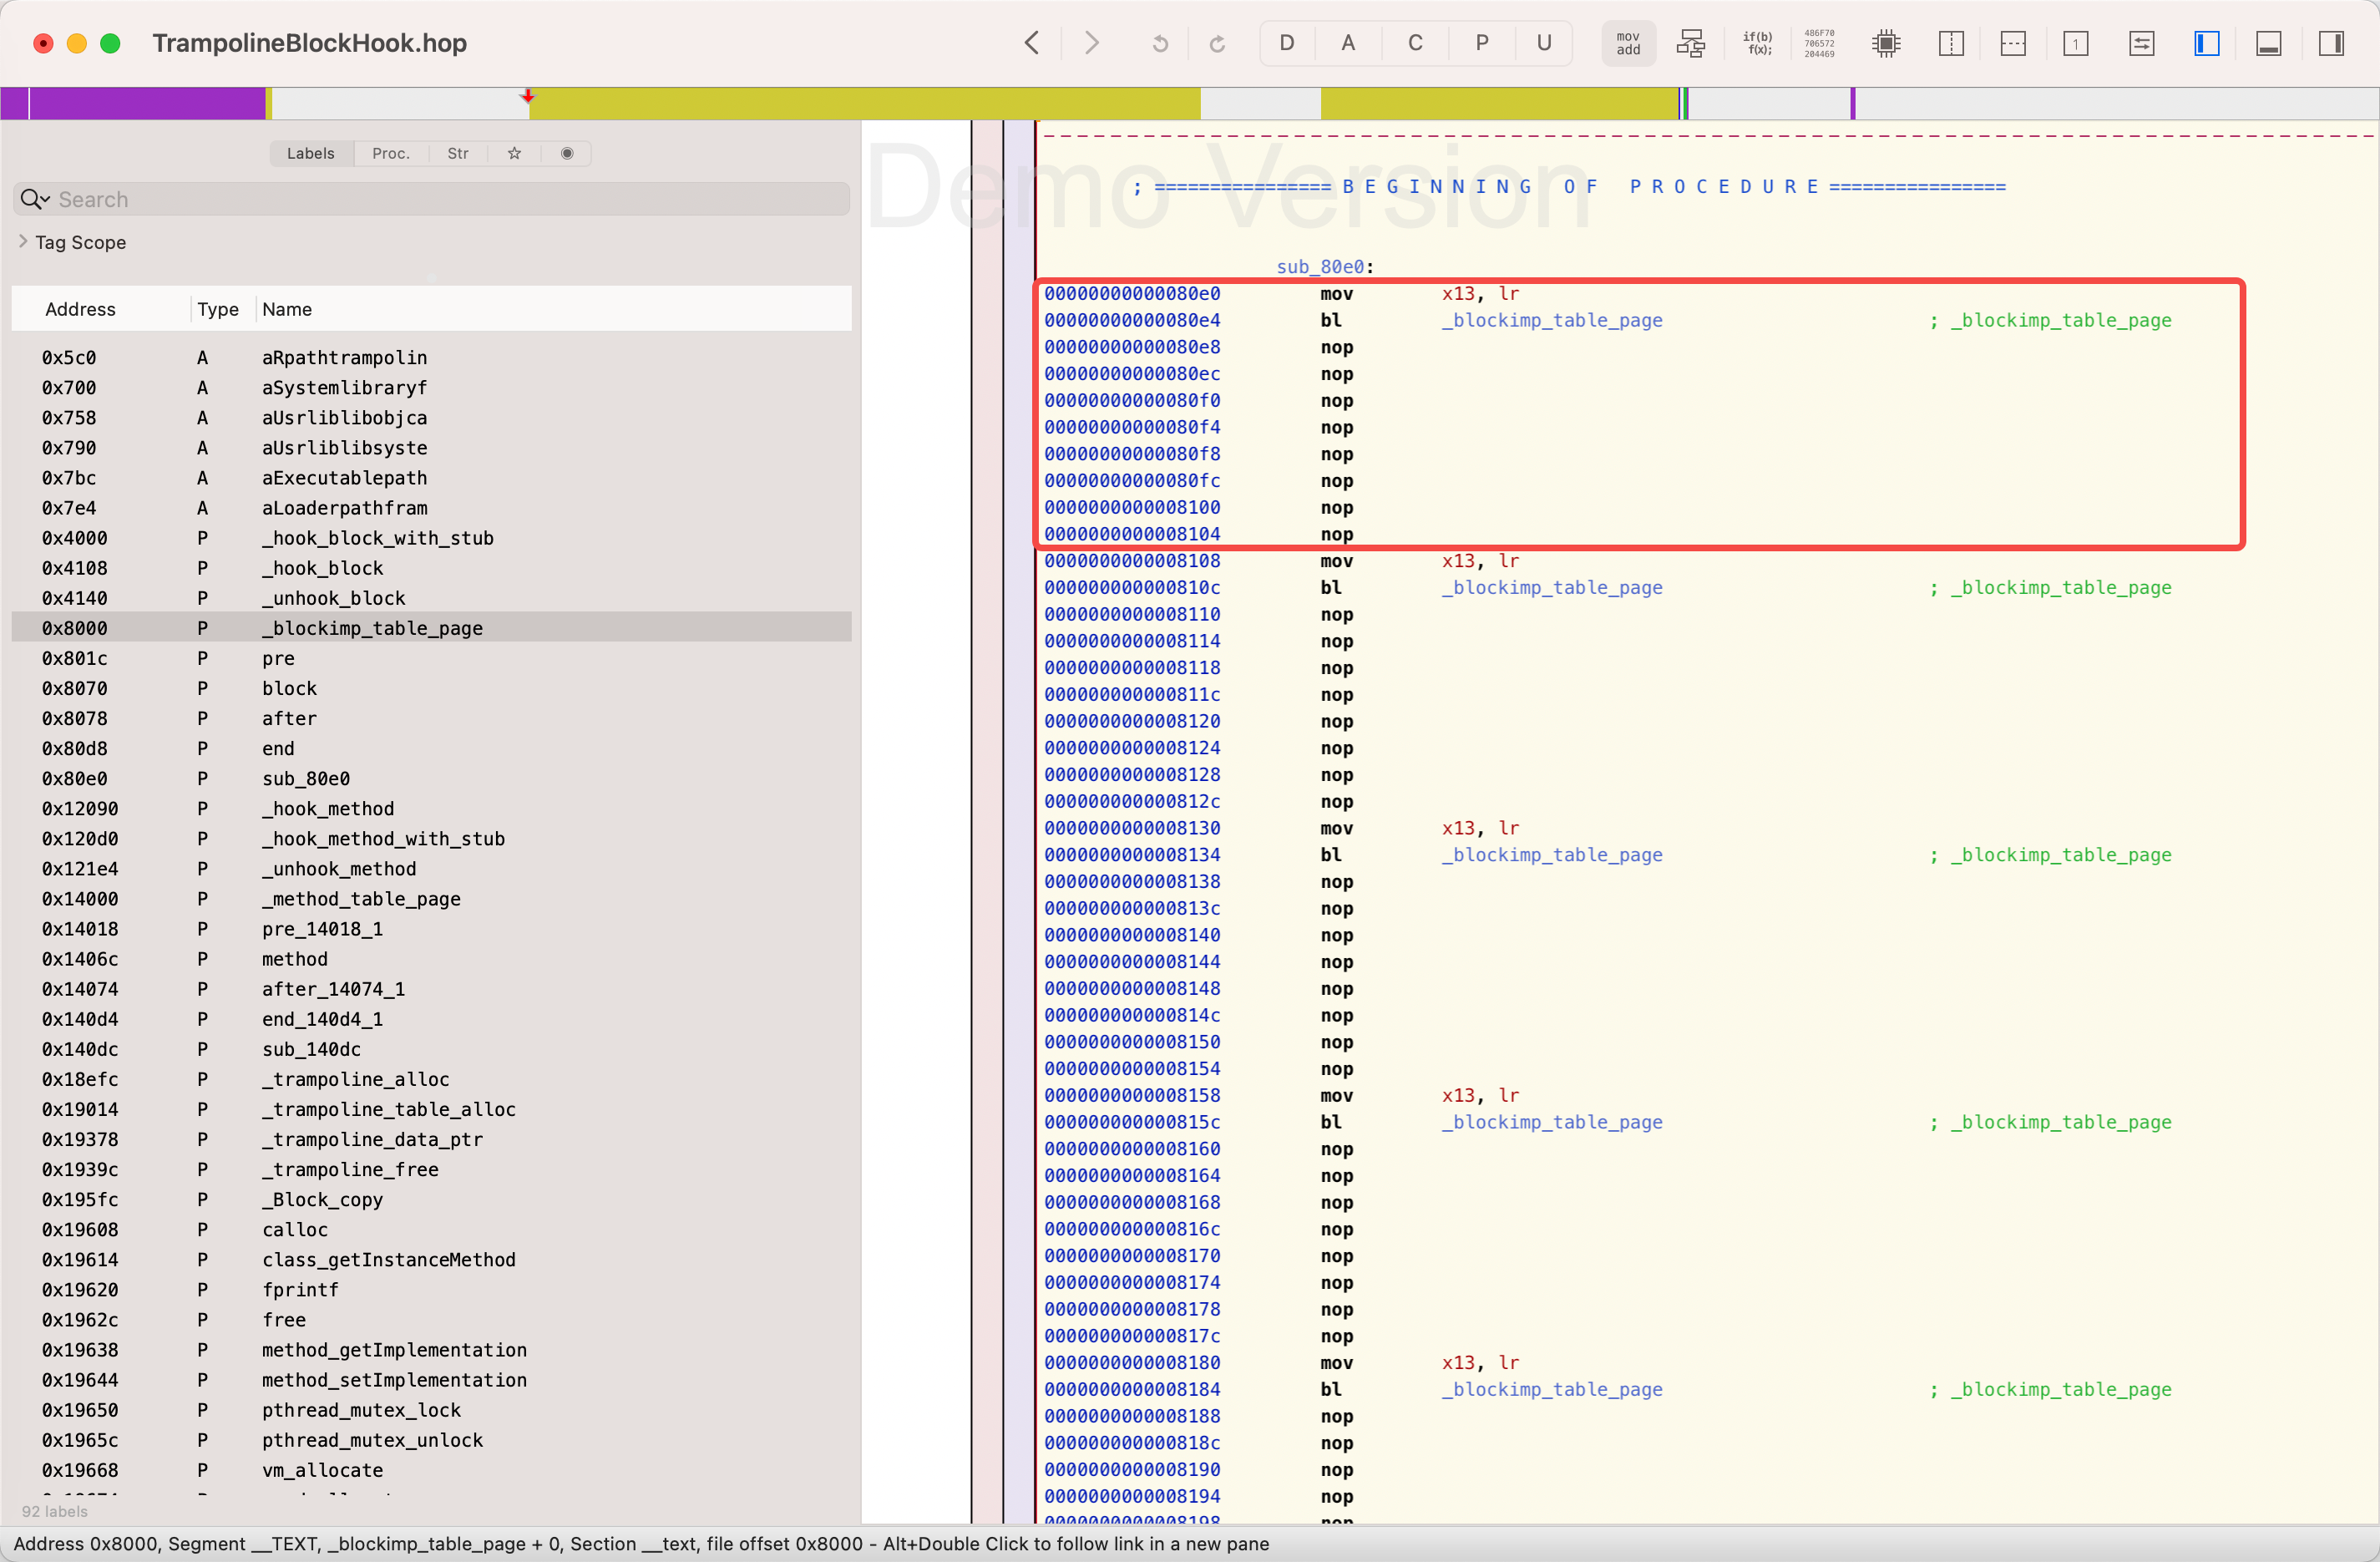 TrampolineBlockHook.hop
D A C P U
mov
add
if(b)
f(x);
486F70
706572
204469
1
Labels Proc. Str
Search
Tag Scope
Address Type Name
0x5c0 A aRpathtrampolin
0x700 A aSystemlibraryf
0x758 A aUsrliblibobjca
0x790 A aUsrliblibsyste
0x7bc A aExecutablepath
0x7e4 A aLoaderpathfram
0x4000 P _hook_block_with_stub
0x4108 P _hook_block
0x4140 P _unhook_block
0x8000 P _blockimp_table_page
0x801c P pre
0x8070 P block
0x8078 P after
0x80d8 P end
0x80e0 P sub_80e0
0x12090 P _hook_method
0x120d0 P _hook_method_with_stub
0x121e4 P _unhook_method
0x14000 P _method_table_page
0x14018 P pre_14018_1
0x1406c P method
0x14074 P after_14074_1
0x140d4 P end_140d4_1
0x140dc P sub_140dc
0x18efc P _trampoline_alloc
0x19014 P _trampoline_table_alloc
0x19378 P _trampoline_data_ptr
0x1939c P _trampoline_free
0x195fc P _Block_copy
0x19608 P calloc
0x19614 P class_getInstanceMethod
0x19620 P fprintf
0x1962c P free
0x19638 P method_getImplementation
0x19644 P method_setImplementation
0x19650 P pthread_mutex_lock
0x1965c P pthread_mutex_unlock
0x19668 P vm_allocate
92 labels
Demo Version
; ================ B E G I N N I N G   O F   P R O C E D U R E ================
sub_80e0:
00000000000080e0 mov x13, lr
00000000000080e4 bl _blockimp_table_page ; _blockimp_table_page
00000000000080e8 nop
00000000000080ec nop
00000000000080f0 nop
00000000000080f4 nop
00000000000080f8 nop
00000000000080fc nop
0000000000008100 nop
0000000000008104 nop
0000000000008108 mov x13, lr
000000000000810c bl _blockimp_table_page ; _blockimp_table_page
0000000000008110 nop
0000000000008114 nop
0000000000008118 nop
000000000000811c nop
0000000000008120 nop
0000000000008124 nop
0000000000008128 nop
000000000000812c nop
0000000000008130 mov x13, lr
0000000000008134 bl _blockimp_table_page ; _blockimp_table_page
0000000000008138 nop
000000000000813c nop
0000000000008140 nop
0000000000008144 nop
0000000000008148 nop
000000000000814c nop
0000000000008150 nop
0000000000008154 nop
0000000000008158 mov x13, lr
000000000000815c bl _blockimp_table_page ; _blockimp_table_page
0000000000008160 nop
0000000000008164 nop
0000000000008168 nop
000000000000816c nop
0000000000008170 nop
0000000000008174 nop
0000000000008178 nop
000000000000817c nop
0000000000008180 mov x13, lr
0000000000008184 bl _blockimp_table_page ; _blockimp_table_page
0000000000008188 nop
000000000000818c nop
0000000000008190 nop
0000000000008194 nop
0000000000008198 nop
Address 0x8000, Segment __TEXT, _blockimp_table_page + 0, Section __text, file offset 0x8000 - Alt+Double Click to follow link in a new pane